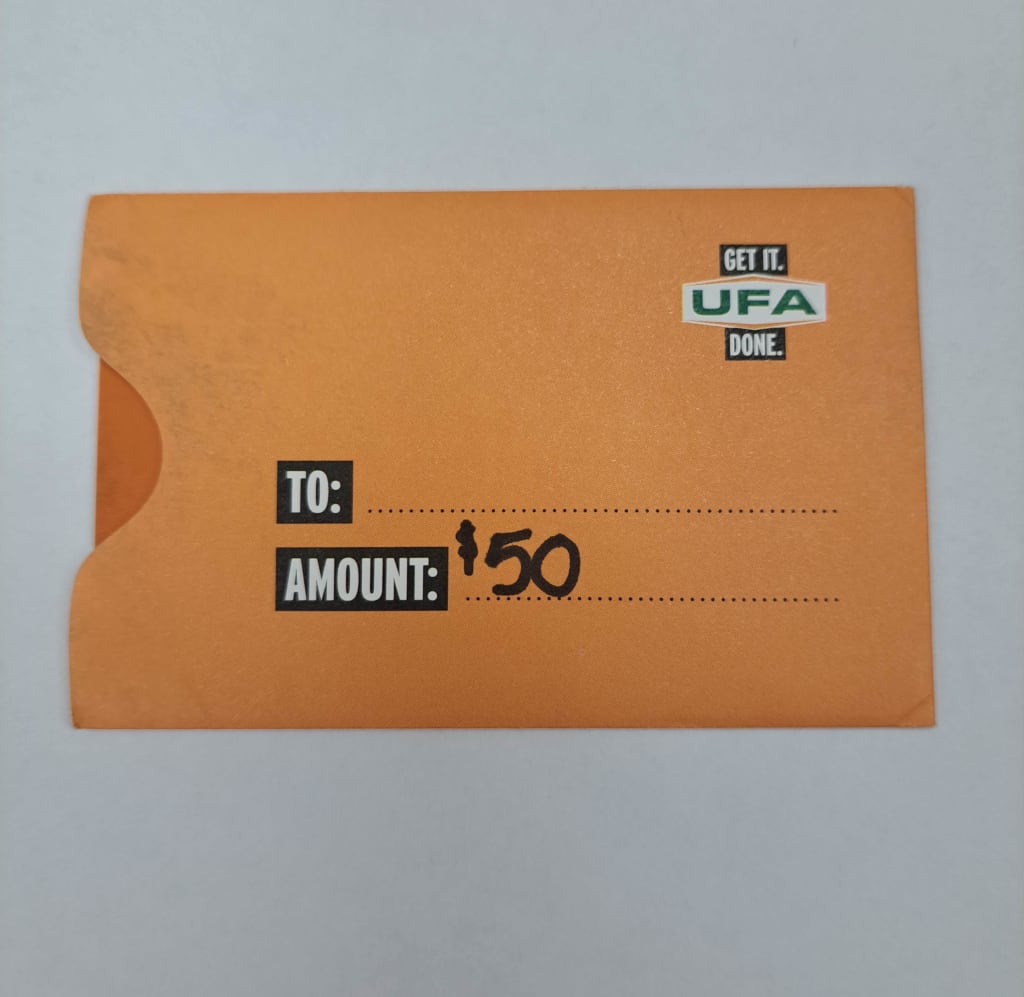 GET IT.
UFA
DONE.
TO:
AMOUNT: $50